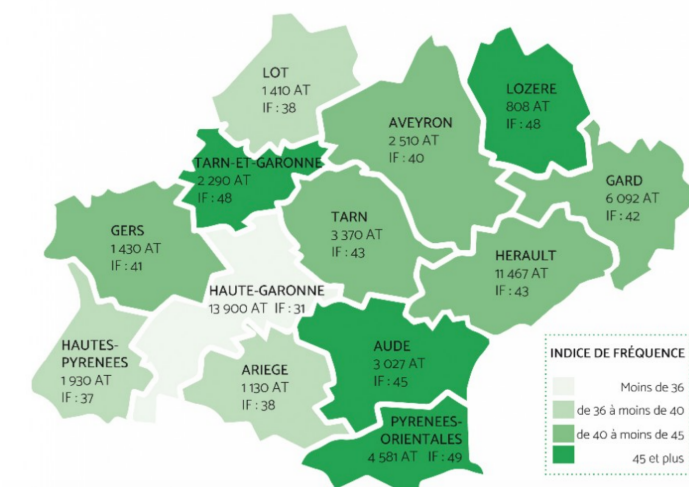 LOT
1 410 AT
IF : 38
LOZERE
808 AT
IF : 48
AVEYRON
2 510 AT
IF : 40
TARN-ET-GARONNE
2 290 AT
IF : 48
GARD
6 092 AT
IF : 42
GERS
1 430 AT
IF : 41
TARN
3 370 AT
IF : 43
HERAULT
11 467 AT
IF : 43
HAUTE-GARONNE
13 900 AT IF : 31
HAUTES-
PYRENEES
1 930 AT
IF : 37
ARIEGE
1 130 AT
IF : 38
AUDE
3 027 AT
IF : 45
PYRENEES-
ORIENTALES
4 581 AT IF : 49
INDICE DE FRÉQUENCE
Moins de 36
de 36 à moins de 40
de 40 à moins de 45
45 et plus